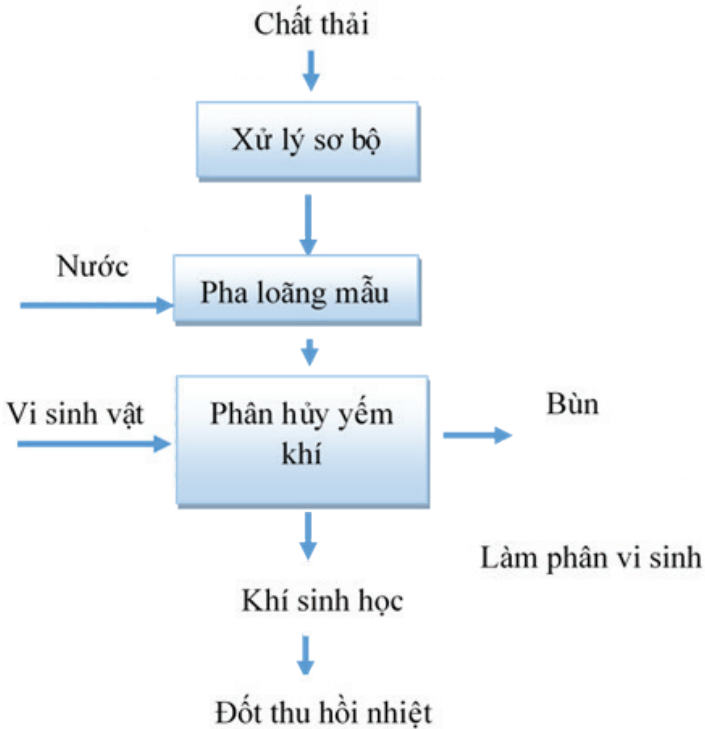 Chất thải
Xử lý sơ bộ
Nước
Pha loãng mẫu
Vi sinh vật
Phân hủy yếm
khí
Bùn
Làm phân vi sinh
Khí sinh học
Đốt thu hồi nhiệt